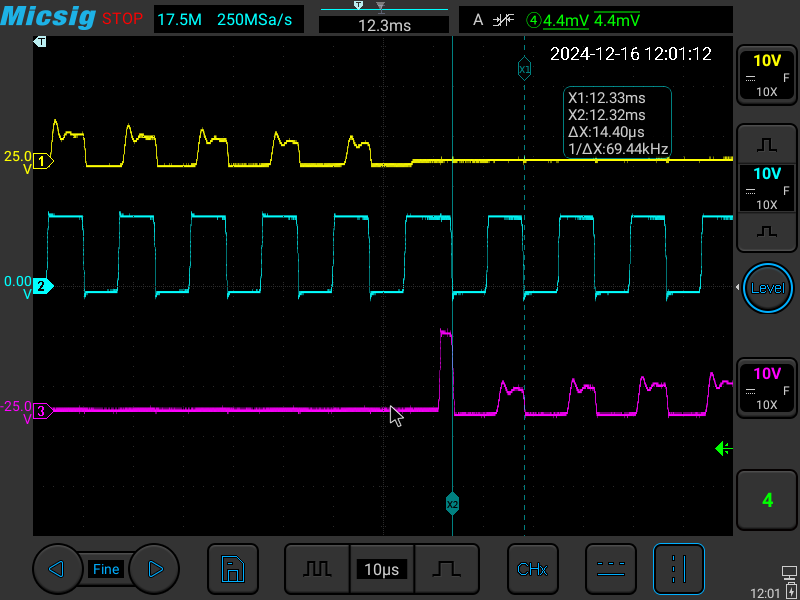 Micsig STOP 17.5M 250MSa/s T 12.3ms A 4 4.4mV 4.4mV
T
2024-12-16 12:01:12
X1
X1:12.33ms
X2:12.32ms
ΔX:14.40μs
1/ΔX:69.44kHz
10V
F
10X
25.0
V
1
10V
F
10X
0.00
V
2
Level
-25.0
V
3
10V
F
10X
X2
4
Fine
10μs
CHx
12:01